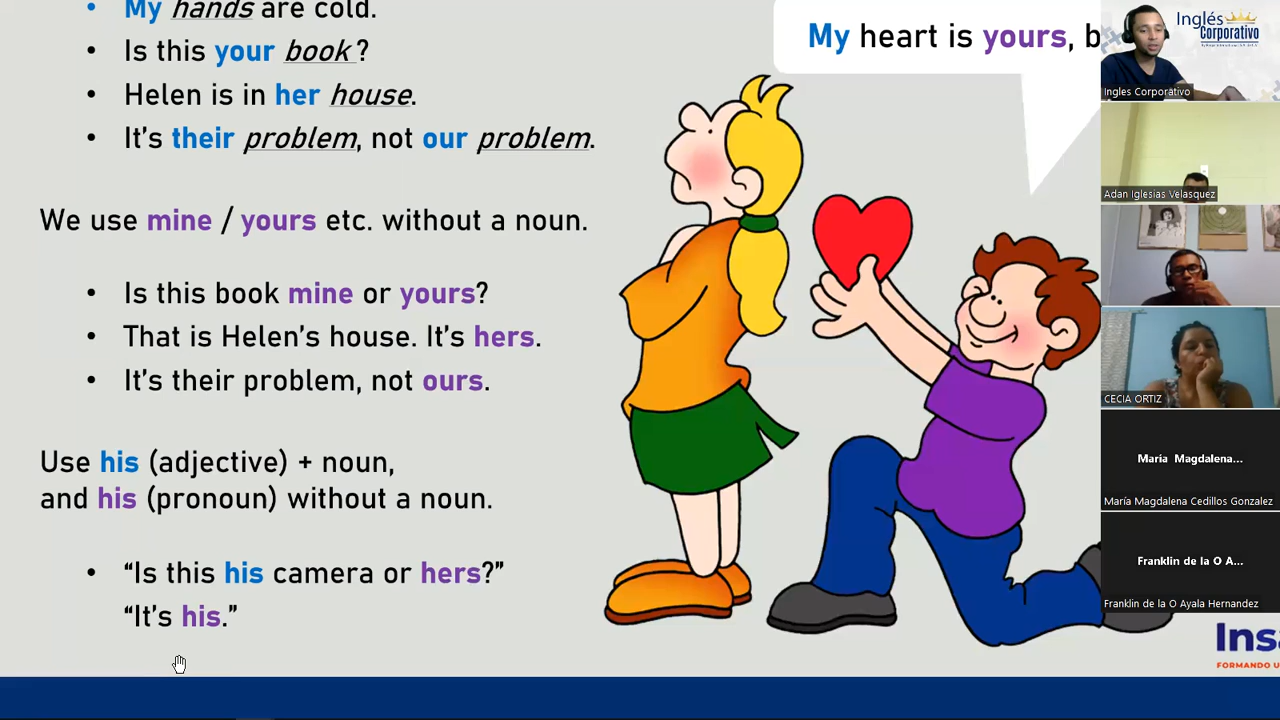 • My hands are cold.
• Is this your book ?
• Helen is in her house.
• It’s their problem, not our problem.
We use mine / yours etc. without a noun.
• Is this book mine or yours?
• That is Helen’s house. It’s hers.
• It’s their problem, not ours.
Use his (adjective) + noun,
and his (pronoun) without a noun.
• “Is this his camera or hers?”
“It’s his.”
My heart is yours, b
Inglés
Corporativo
Ingles Corporativo
Adan Iglesias Velasquez
CECIA ORTIZ
Maria Magdalena...
María Magdalena Cedillos Gonzalez
Franklin de la O A...
Franklin de la O Ayala Hernandez
Insa
FORMANDO U